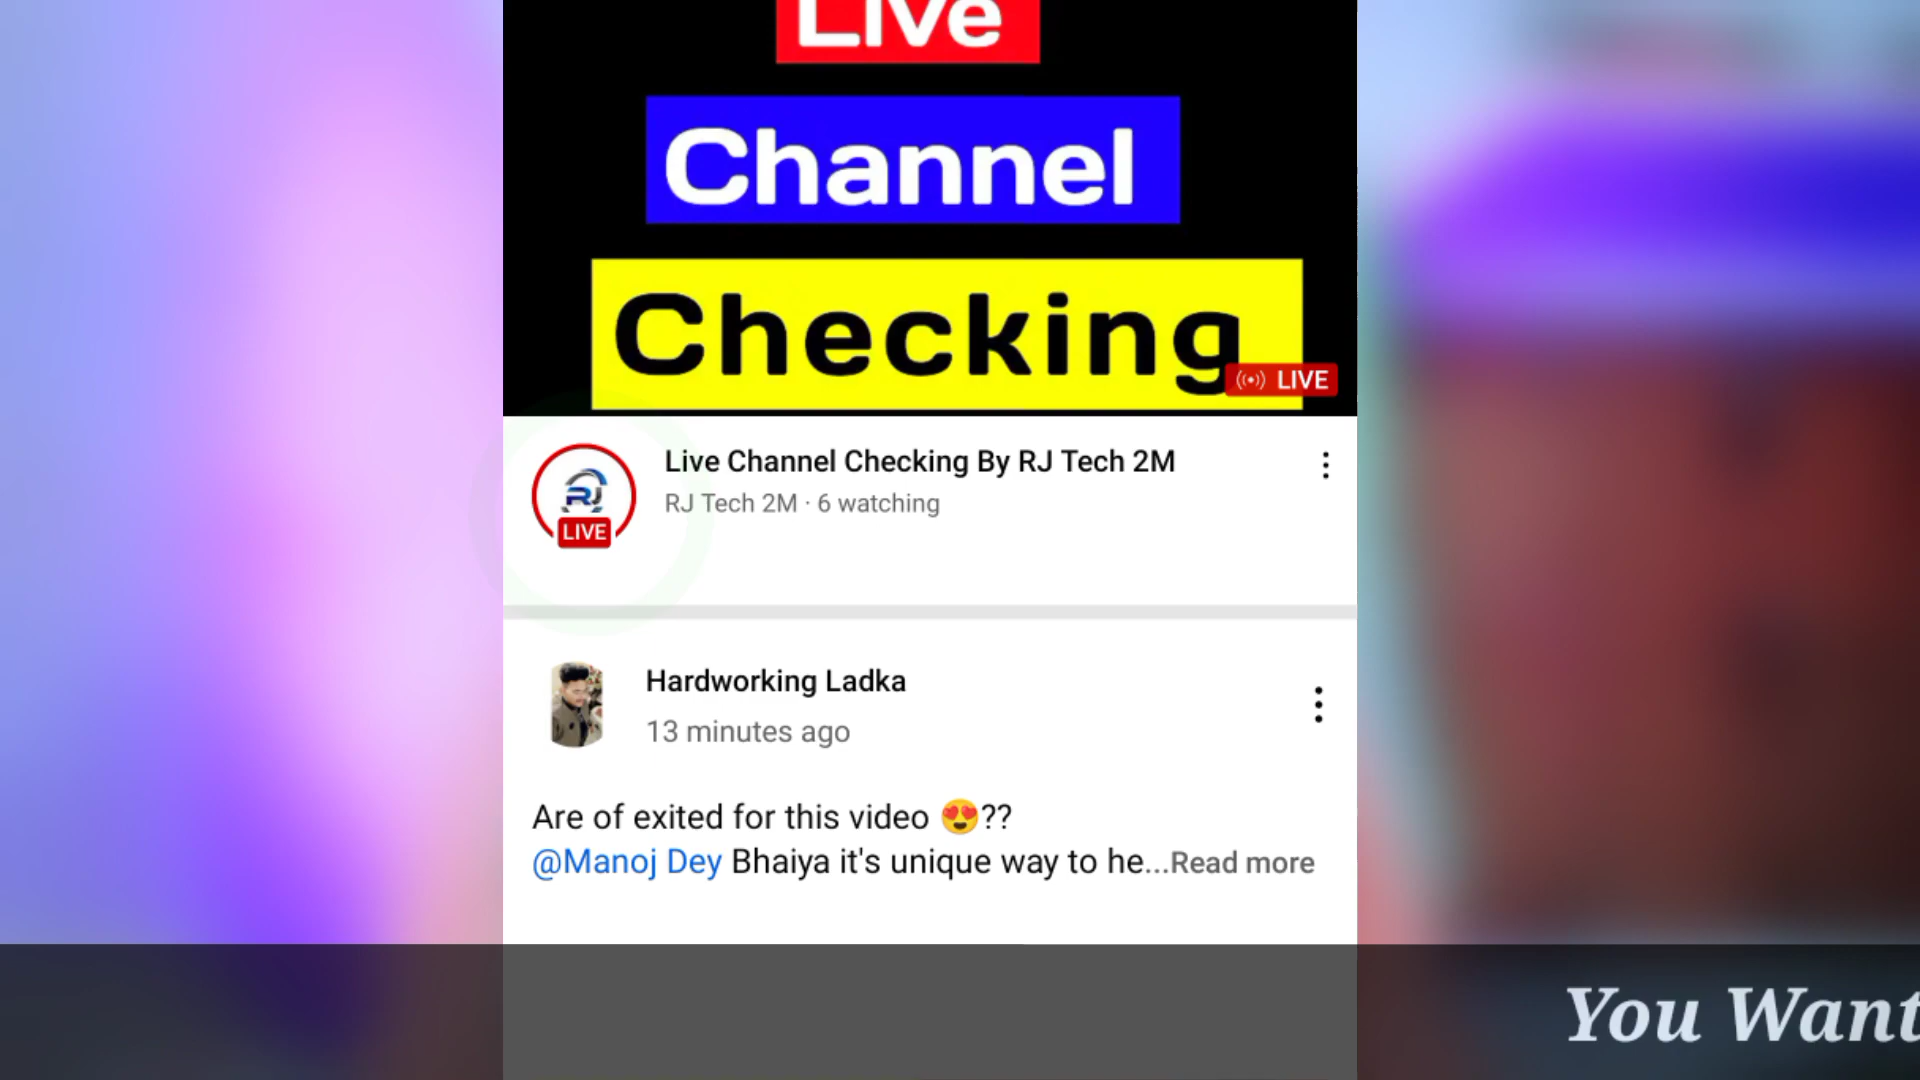 Live
Channel
Checking
LIVE
Live Channel Checking By RJ Tech 2M
RJ Tech 2M · 6 watching
RJ
LIVE
Hardworking Ladka
13 minutes ago
Are of exited for this video 😍??
@Manoj Dey Bhaiya it's unique way to he...Read more
You Want